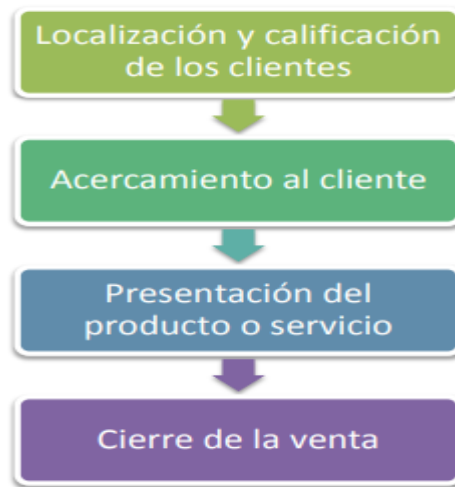 Localización y calificación
de los clientes
Acercamiento al cliente
Presentación del
producto o servicio
Cierre de la venta